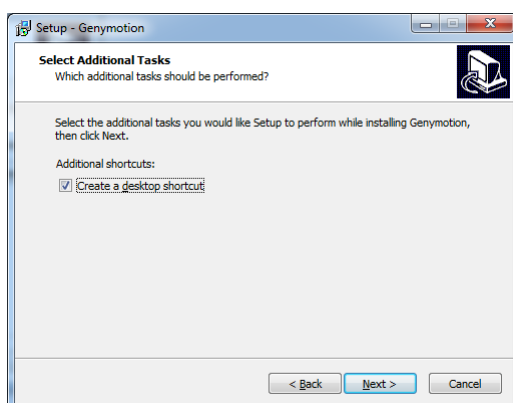 Setup - Genymotion
Select Additional Tasks
Which additional tasks should be performed?
Select the additional tasks you would like Setup to perform while installing Genymotion,
then click Next.
Additional shortcuts:
Create a desktop shortcut
< Back Next > Cancel